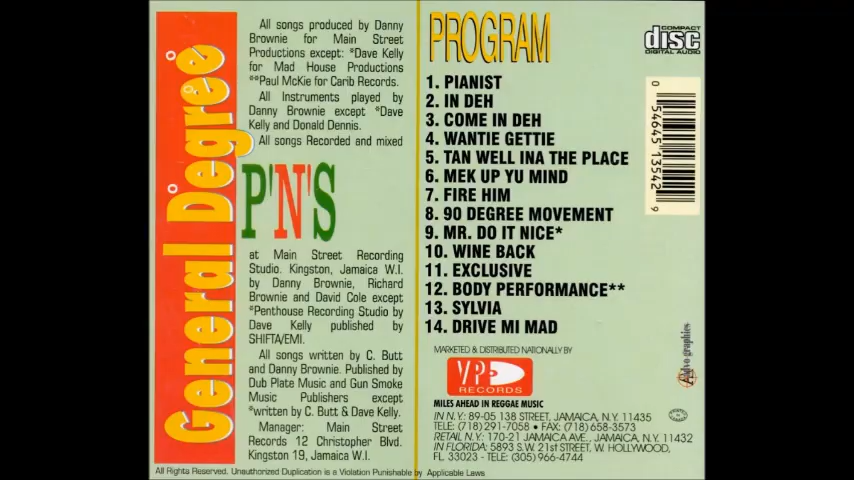 General Degree
All songs produced by Danny
Brownie for Main Street
Productions except: *Dave Kelly
for Mad House Productions
**Paul McKie for Carib Records.
All Instruments played by
Danny Brownie except *Dave
Kelly and Donald Dennis.
All songs Recorded and mixed
P'N'S
at Main Street Recording
Studio. Kingston, Jamaica W.I.
by Danny Brownie, Richard
Brownie and David Cole except
*Penthouse Recording Studio by
Dave Kelly published by
SHIFTA/EMI.
All songs written by C. Butt
and Danny Brownie. Published by
Dub Plate Music and Gun Smoke
Music Publishers except
*written by C. Butt & Dave Kelly.
Manager: Main Street
Records 12 Christopher Blvd.
Kingston 19, Jamaica W.I.
All Rights Reserved. Unauthorized Duplication is a Violation Punishable by Applicable Laws
PROGRAM
1. PIANIST
2. IN DEH
3. COME IN DEH
4. WANTIE GETTIE
5. TAN WELL INA THE PLACE
6. MEK UP YU MIND
7. FIRE HIM
8. 90 DEGREE MOVEMENT
9. MR. DO IT NICE*
10. WINE BACK
11. EXCLUSIVE
12. BODY PERFORMANCE**
13. SYLVIA
14. DRIVE MI MAD
MARKETED & DISTRIBUTED NATIONALLY BY
VP
RECORDS
MILES AHEAD IN REGGAE MUSIC
IN N.Y.: 89-05 138 STREET, JAMAICA, N.Y. 11435
TELE: (718) 291-7058 • FAX: (718) 658-3573
RETAIL N.Y.: 170-21 JAMAICA AVE., JAMAICA, N.Y. 11432
IN FLORIDA: 5893 S.W. 21st STREET, W. HOLLYWOOD,
FL. 33023 - TELE: (305) 966-4744
COMPACT
disc
DIGITAL AUDIO
0 54645 13542 9
graphics